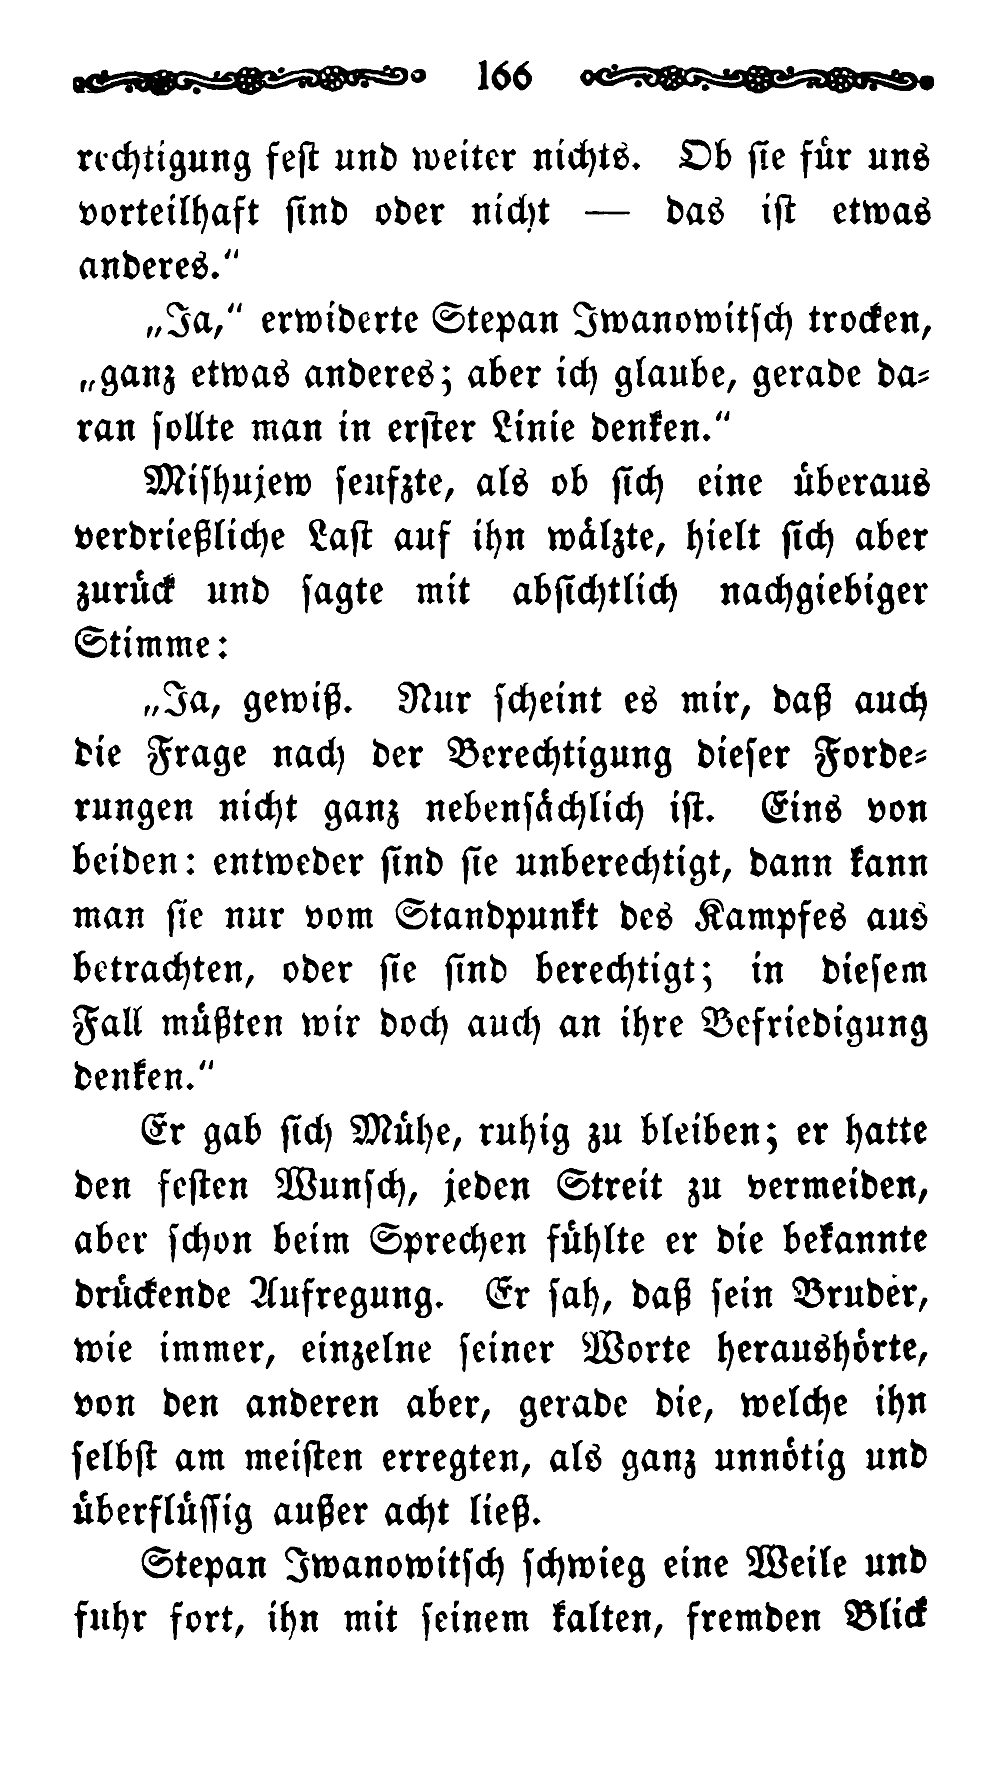 166
rechtigung fest und weiter nichts. Ob sie für uns
vorteilhaft sind oder nicht — das ist etwas
anderes.“
„Ja,“ erwiderte Stepan Iwanowitsch trocken,
„ganz etwas anderes; aber ich glaube, gerade da-
ran sollte man in erster Linie denken.“
Mishujew seufzte, als ob sich eine überaus
verdrießliche Last auf ihn wälzte, hielt sich aber
zurück und sagte mit absichtlich nachgiebiger
Stimme:
„Ja, gewiß. Nur scheint es mir, daß auch
die Frage nach der Berechtigung dieser Forde-
rungen nicht ganz nebensächlich ist. Eins von
beiden: entweder sind sie unberechtigt, dann kann
man sie nur vom Standpunkt des Kampfes aus
betrachten, oder sie sind berechtigt; in diesem
Fall müßten wir doch auch an ihre Befriedigung
denken.“
Er gab sich Mühe, ruhig zu bleiben; er hatte
den festen Wunsch, jeden Streit zu vermeiden,
aber schon beim Sprechen fühlte er die bekannte
drückende Aufregung. Er sah, daß sein Bruder,
wie immer, einzelne seiner Worte heraushörte,
von den anderen aber, gerade die, welche ihn
selbst am meisten erregten, als ganz unnötig und
überflüssig außer acht ließ.
Stepan Iwanowitsch schwieg eine Weile und
fuhr fort, ihn mit seinem kalten, fremden Blick